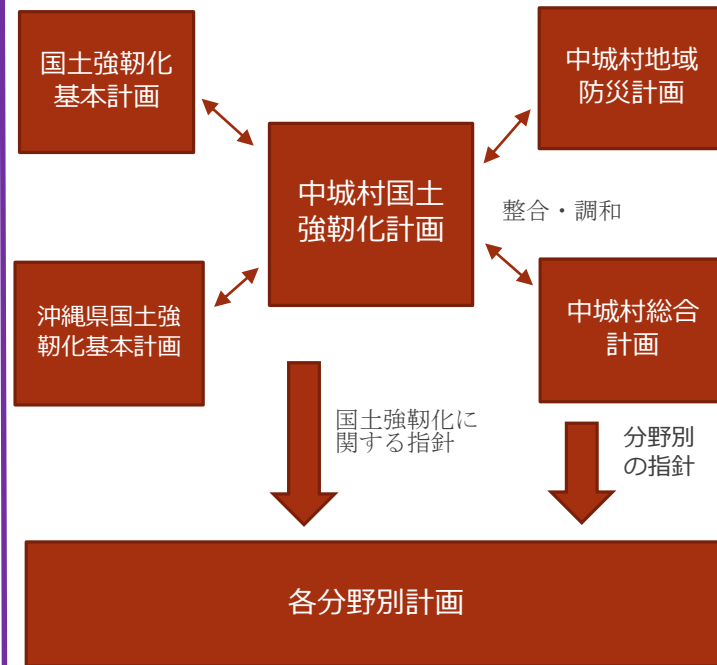 国土強靭化
基本計画
中城村地域
防災計画
中城村国土
強靭化計画
整合・調和
沖縄県国土強
靭化基本計画
中城村総合
計画
国土強靭化に
関する指針
分野別
の指針
各分野別計画